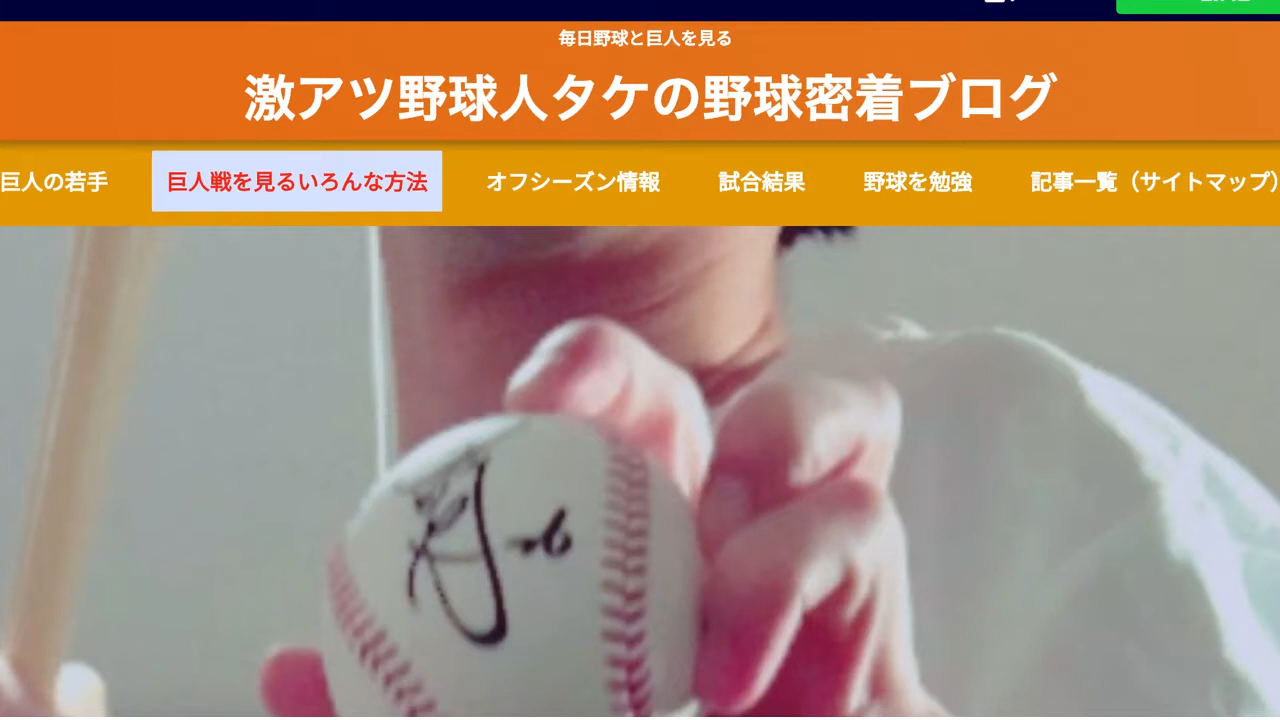 毎日野球と巨人を見る
激アツ野球人タケの野球密着ブログ
巨人の若手
巨人戦を見るいろんな方法
オフシーズン情報
試合結果
野球を勉強
記事一覧（サイトマップ）